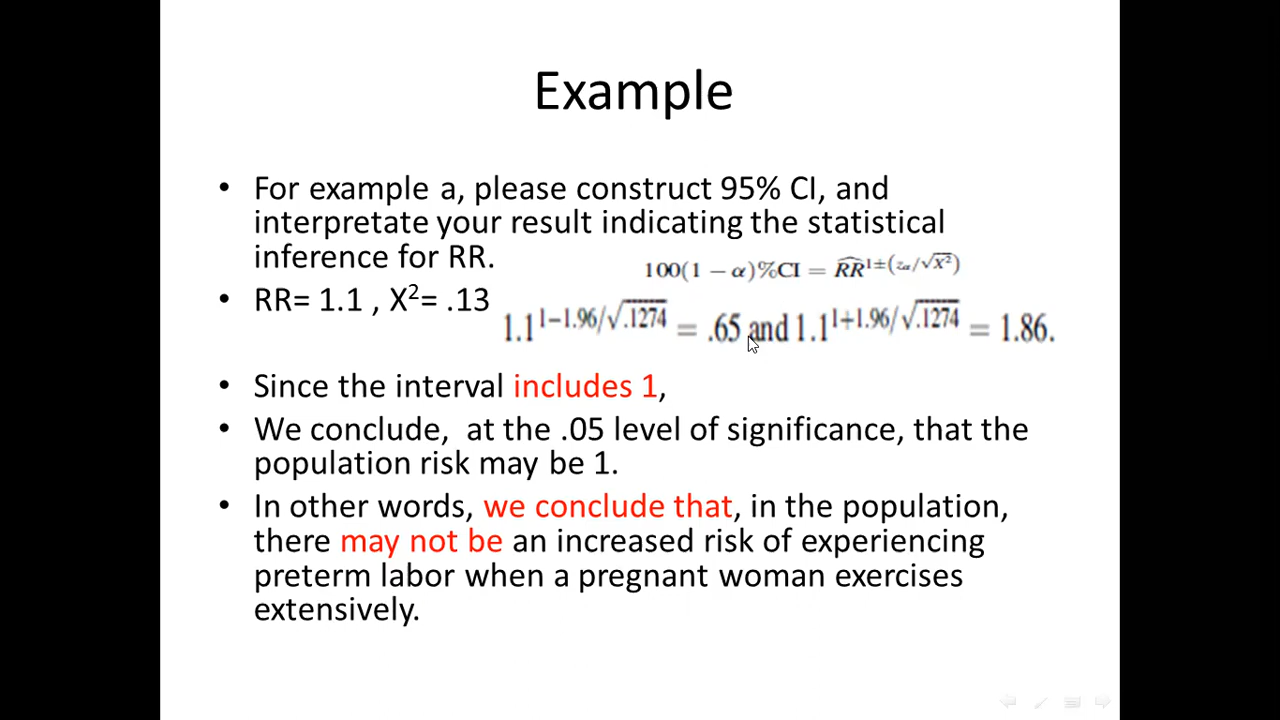 Example
• For example a, please construct 95% CI, and
interpretate your result indicating the statistical
inference for RR.
100(1 − α)%CI = R̂R^1±(zα/√X²)
• RR= 1.1 , X²= .13
1.1^1−1.96/√.1274 = .65 and 1.1^1+1.96/√.1274 = 1.86.
• Since the interval includes 1,
• We conclude,  at the .05 level of significance, that the
population risk may be 1.
• In other words, we conclude that, in the population,
there may not be an increased risk of experiencing
preterm labor when a pregnant woman exercises
extensively.